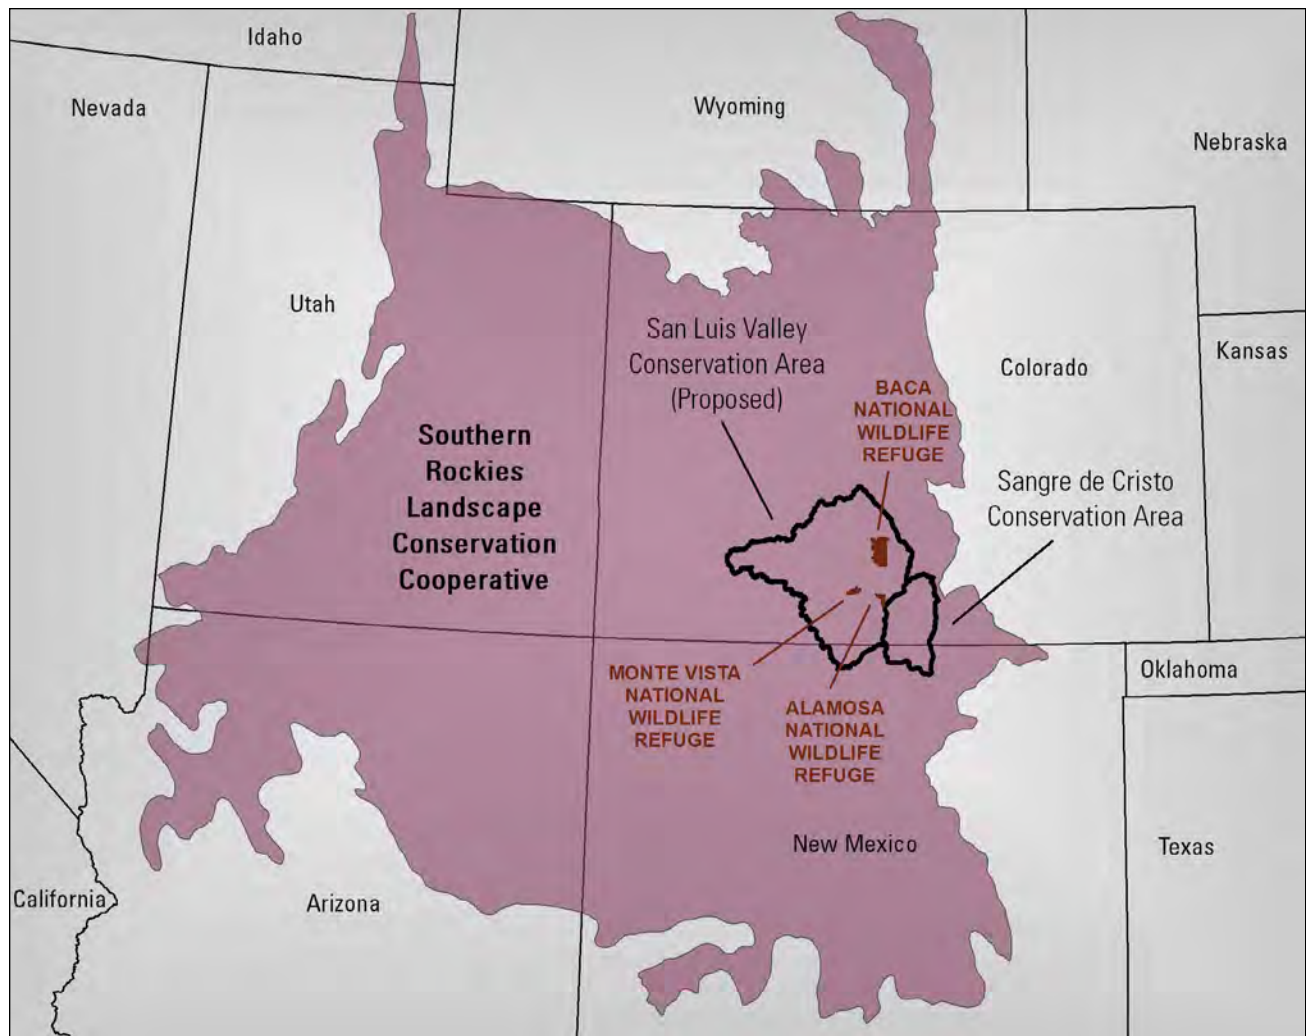 Idaho
Nevada
Wyoming
Nebraska
Utah
San Luis Valley
Conservation Area
(Proposed)
Colorado
Kansas
BACA
NATIONAL
WILDLIFE
REFUGE
Southern
Rockies
Landscape
Conservation
Cooperative
Sangre de Cristo
Conservation Area
MONTE VISTA
NATIONAL
WILDLIFE
REFUGE
ALAMOSA
NATIONAL
WILDLIFE
REFUGE
Oklahoma
New Mexico
Texas
California
Arizona